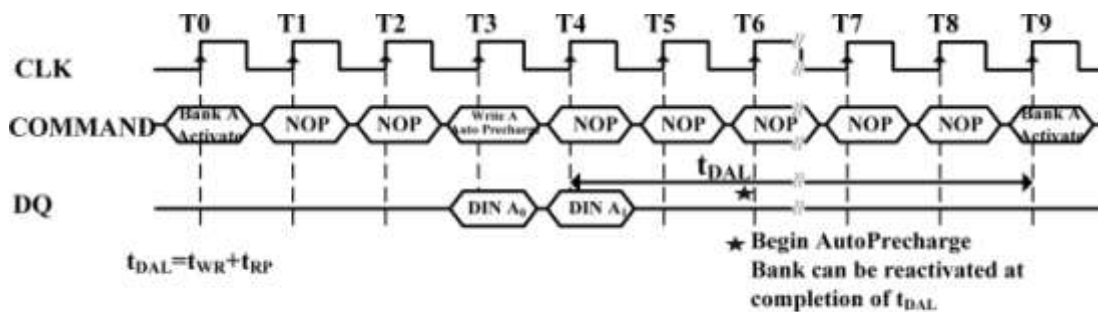 T0 T1 T2 T3 T4 T5 T6 T7 T8 T9
CLK
COMMAND Bank A Activate NOP NOP Write A Auto Precharge NOP NOP NOP NOP NOP Bank A Activate
tDAL
DQ DIN A0 DIN A1
★ Begin AutoPrecharge
tDAL=tWR+tRP
Bank can be reactivated at
completion of tDAL